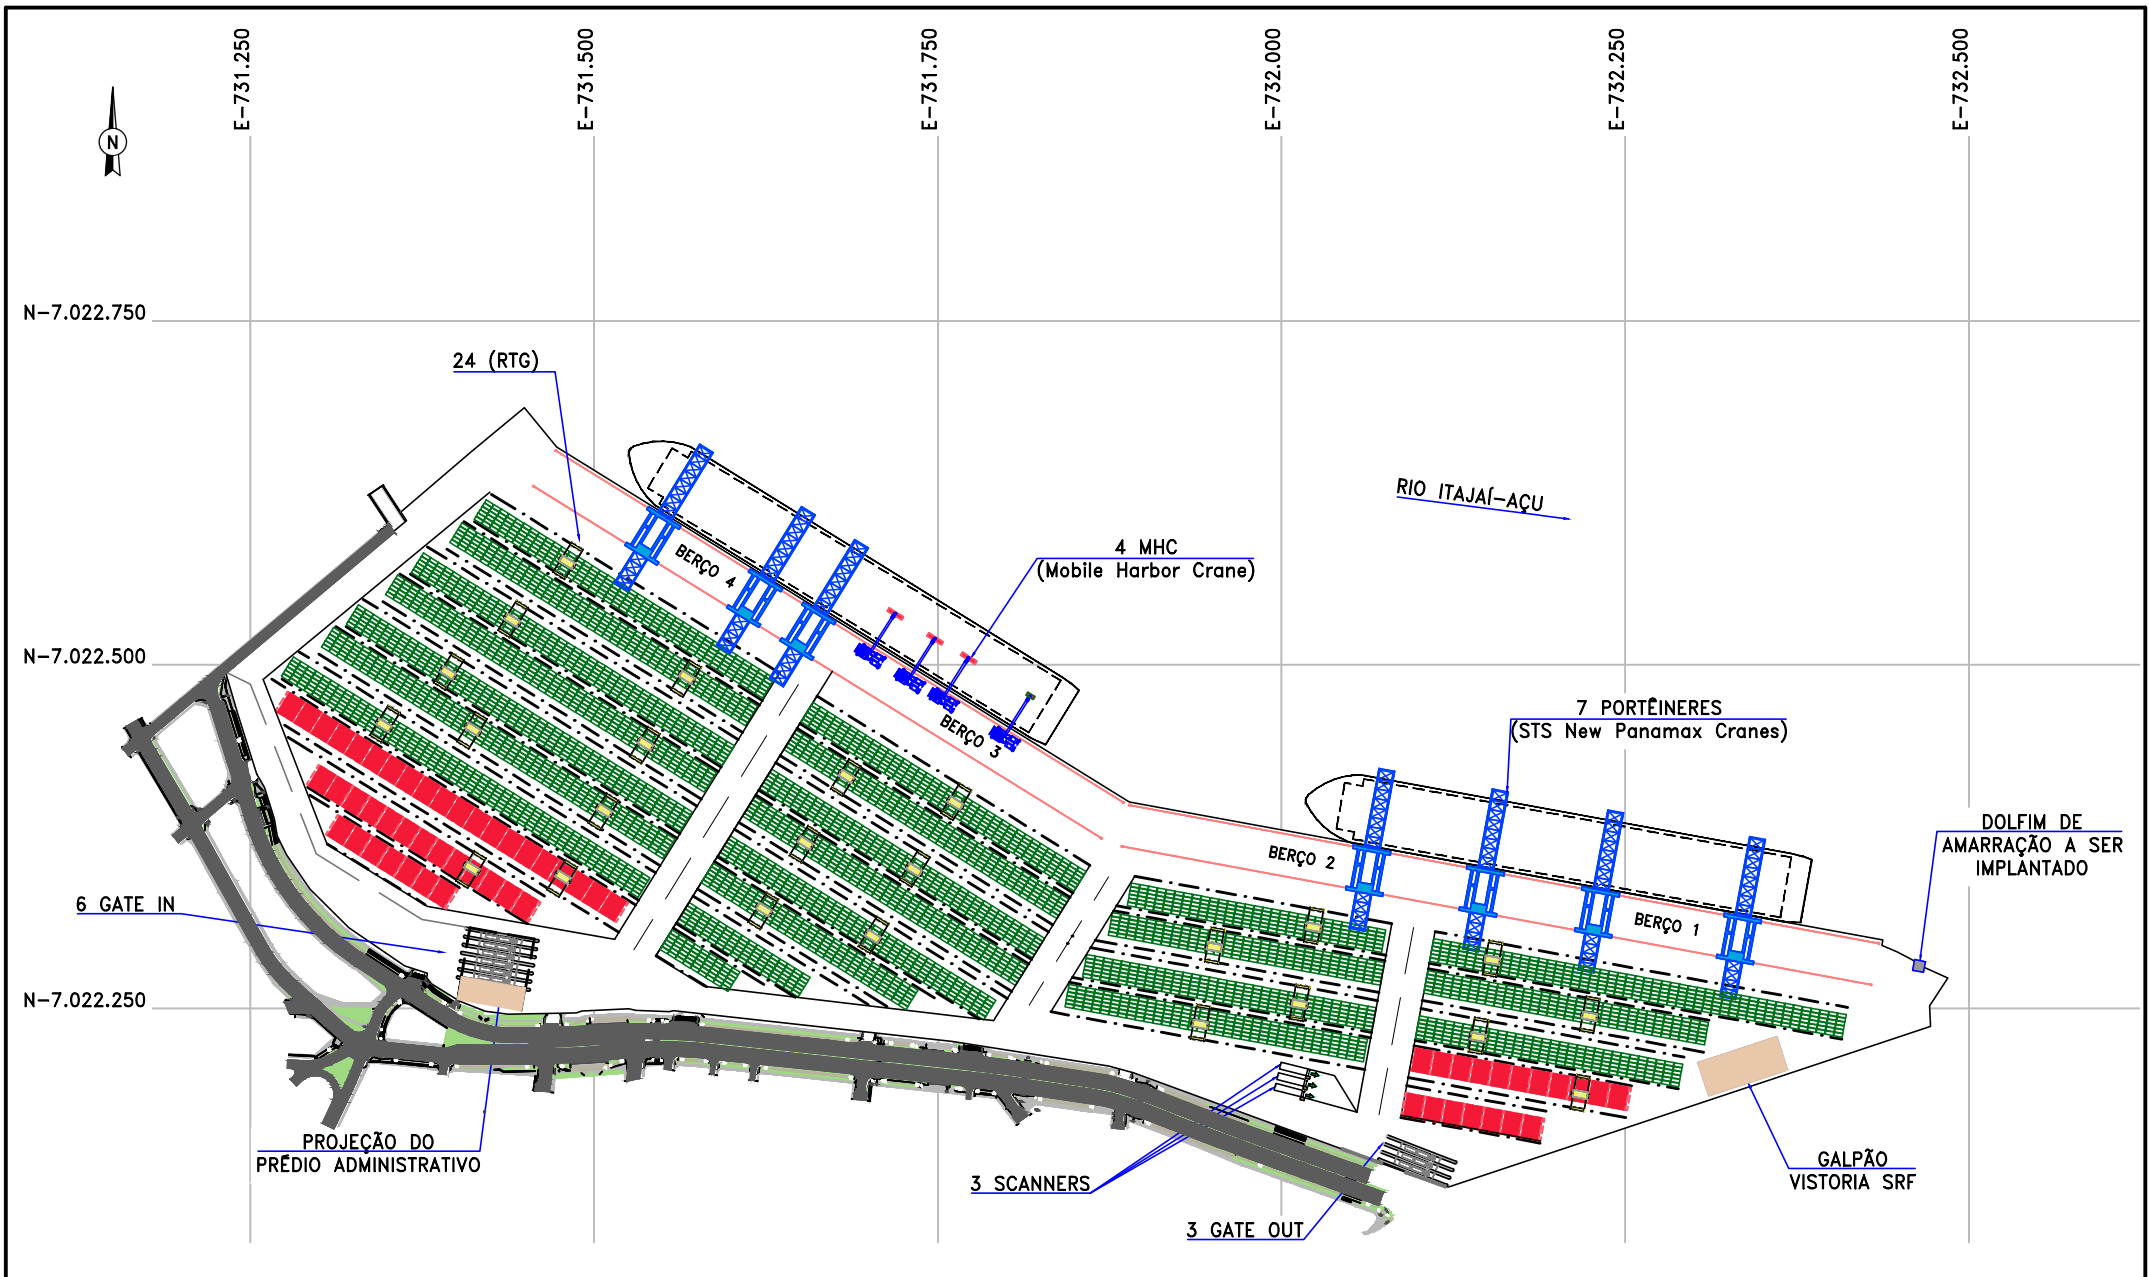 E-731.250
E-731.500
E-731.750
E-732.000
E-732.250
E-732.500
N
N-7.022.750
24 (RTG)
RIO ITAJAÍ-AÇU
4 MHC
(Mobile Harbor Crane)
BERÇO 4
N-7.022.500
BERÇO 3
7 PORTÊINERES
(STS New Panamax Cranes)
DOLFIM DE
AMARRAÇÃO A SER
IMPLANTADO
BERÇO 2
6 GATE IN
BERÇO 1
N-7.022.250
PROJEÇÃO DO
PRÉDIO ADMINISTRATIVO
3 SCANNERS
GALPÃO
VISTORIA SRF
3 GATE OUT